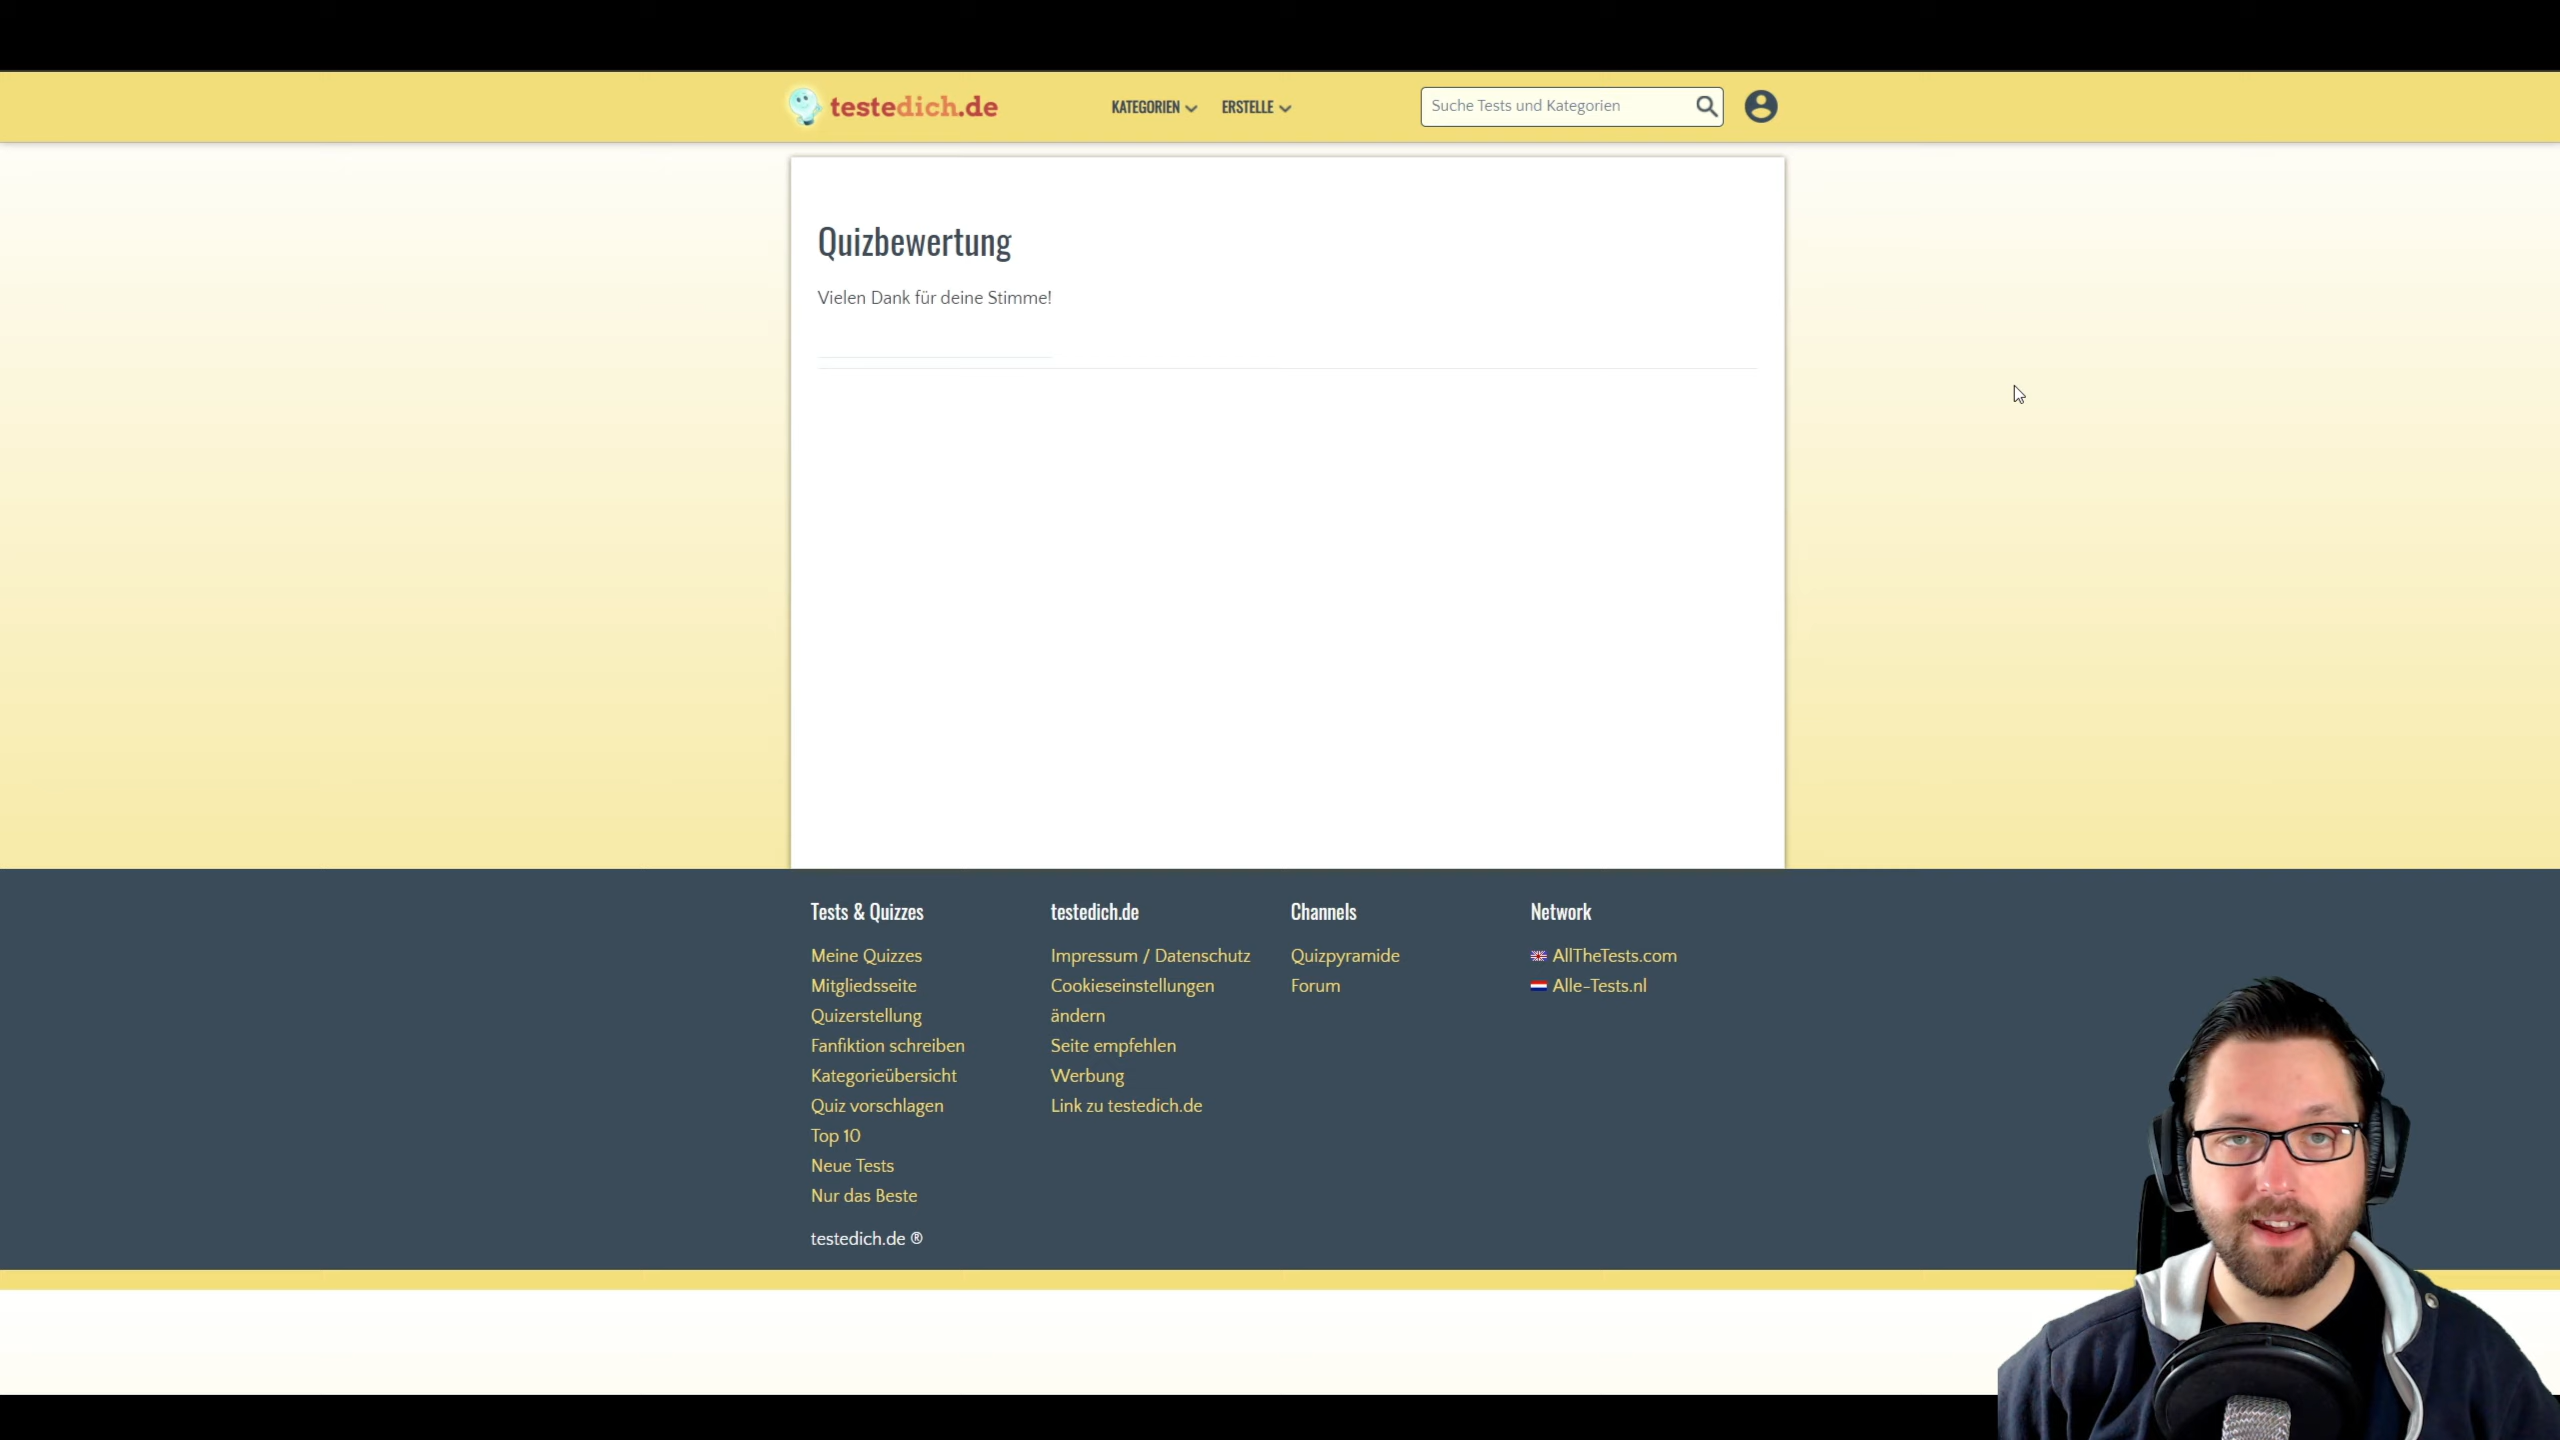 testedich.de
KATEGORIEN
ERSTELLE
Suche Tests und Kategorien
Quizbewertung
Vielen Dank für deine Stimme!
Tests & Quizzes
Meine Quizzes
Mitgliedsseite
Quizerstellung
Fanfiktion schreiben
Kategorieübersicht
Quiz vorschlagen
Top 10
Neue Tests
Nur das Beste
testedich.de ®
testedich.de
Impressum / Datenschutz
Cookieseinstellungen
ändern
Seite empfehlen
Werbung
Link zu testedich.de
Channels
Quizpyramide
Forum
Network
AllTheTests.com
Alle-Tests.nl